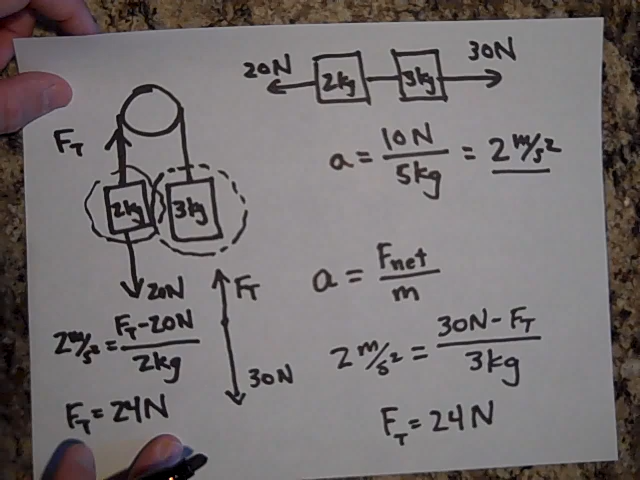 20N 2kg 3kg 30N
a = 10N/5kg = 2 m/s²
F_T
2kg 3kg
20N
F_T
30N
2 m/s² = F_T - 20N / 2kg
F_T = 24N
a = F_net / m
2 m/s² = 30N - F_T / 3kg
F_T = 24N